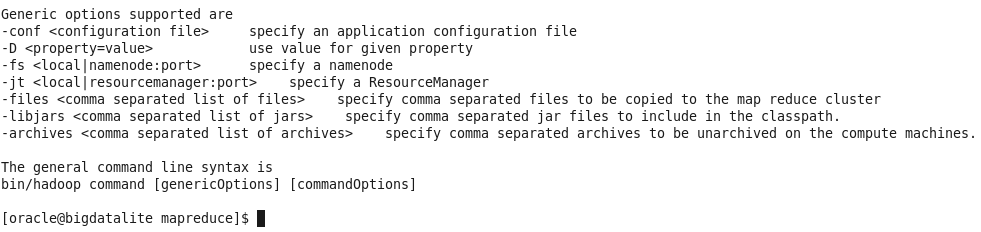 Generic options supported are
-conf <configuration file>     specify an application configuration file
-D <property=value>            use value for given property
-fs <local|namenode:port>      specify a namenode
-jt <local|resourcemanager:port>    specify a ResourceManager
-files <comma separated list of files>    specify comma separated files to be copied to the map reduce cluster
-libjars <comma separated list of jars>    specify comma separated jar files to include in the classpath.
-archives <comma separated list of archives>    specify comma separated archives to be unarchived on the compute machines.

The general command line syntax is
bin/hadoop command [genericOptions] [commandOptions]

[oracle@bigdatalite mapreduce]$